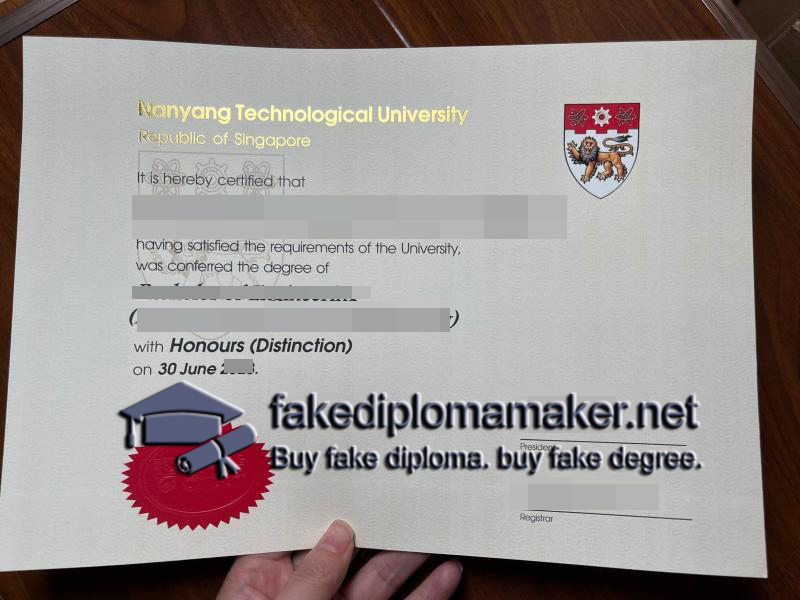 Nanyang Technological University
Republic of Singapore
It is hereby certified that
having satisfied the requirements of the University,
was conferred the degree of
with Honours (Distinction)
on 30 June
fakediplomamaker.net
President
Buy fake diploma. buy fake degree.
Registrar